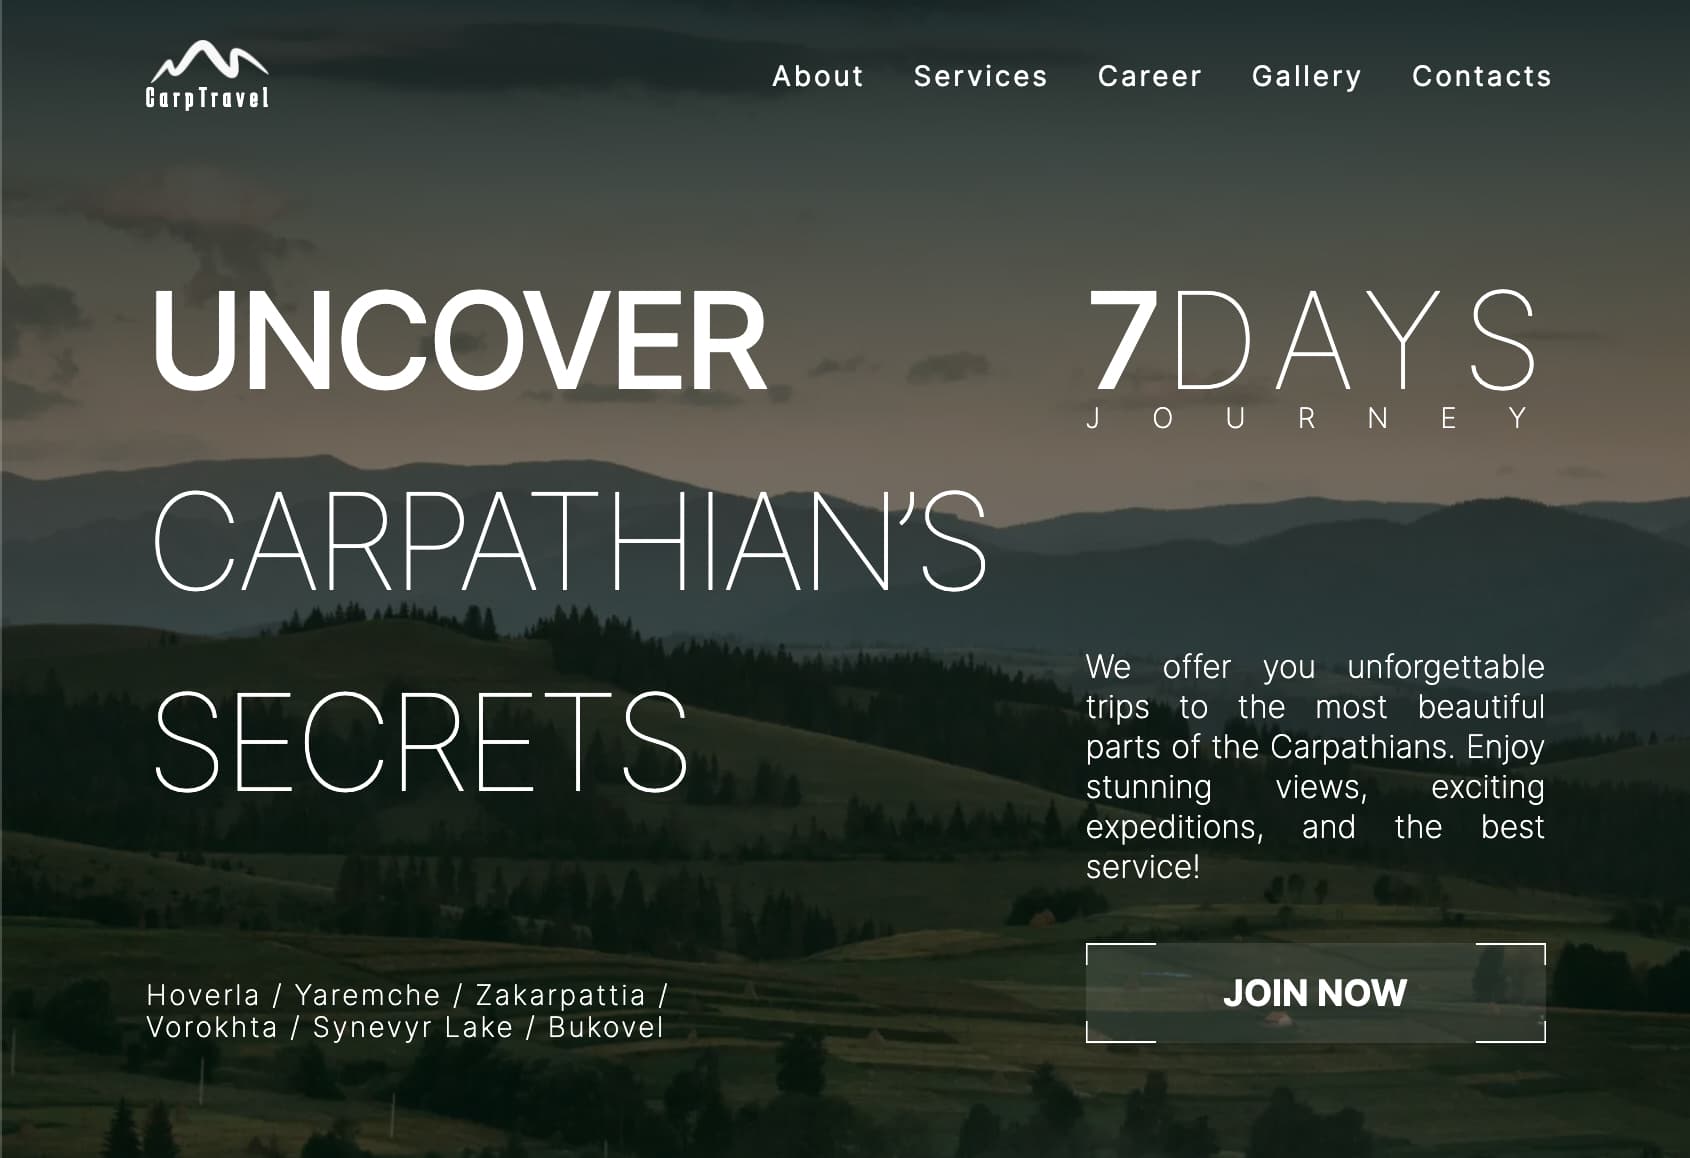 CarpTravel
About Services Career Gallery Contacts
UNCOVER
CARPATHIAN’S
SECRETS
7DAYS
JOURNEY
We offer you unforgettable
trips to the most beautiful
parts of the Carpathians. Enjoy
stunning views, exciting
expeditions, and the best
service!
JOIN NOW
Hoverla / Yaremche / Zakarpattia /
Vorokhta / Synevyr Lake / Bukovel